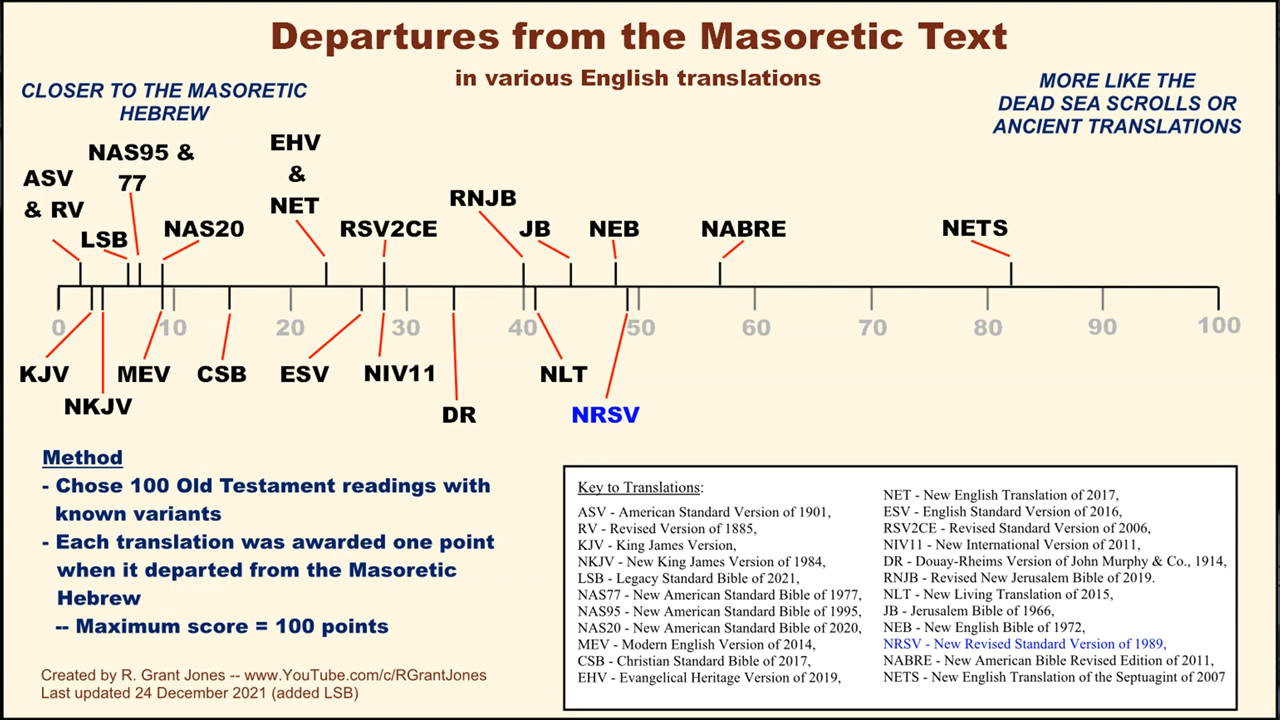 Departures from the Masoretic Text
in various English translations
CLOSER TO THE MASORETIC
HEBREW
MORE LIKE THE
DEAD SEA SCROLLS OR
ANCIENT TRANSLATIONS
ASV
& RV
LSB
NAS95 &
77
NAS20
EHV
&
NET
RSV2CE
RNJB
JB
NEB
NABRE
NETS
0 10 20 30 40 50 60 70 80 90 100
KJV
NKJV
MEV
CSB
ESV
NIV11
DR
NLT
NRSV
Method
- Chose 100 Old Testament readings with
known variants
- Each translation was awarded one point
when it departed from the Masoretic
Hebrew
-- Maximum score = 100 points
Created by R. Grant Jones -- www.YouTube.com/c/RGrantJones
Last updated 24 December 2021 (added LSB)
Key to Translations:
ASV - American Standard Version of 1901,
RV - Revised Version of 1885,
KJV - King James Version,
NKJV - New King James Version of 1984,
LSB - Legacy Standard Bible of 2021,
NAS77 - New American Standard Bible of 1977,
NAS95 - New American Standard Bible of 1995,
NAS20 - New American Standard Bible of 2020,
MEV - Modern English Version of 2014,
CSB - Christian Standard Bible of 2017,
EHV - Evangelical Heritage Version of 2019,
NET - New English Translation of 2017,
ESV - English Standard Version of 2016,
RSV2CE - Revised Standard Version of 2006,
NIV11 - New International Version of 2011,
DR - Douay-Rheims Version of John Murphy & Co., 1914,
RNJB - Revised New Jerusalem Bible of 2019.
NLT - New Living Translation of 2015,
JB - Jerusalem Bible of 1966,
NEB - New English Bible of 1972,
NRSV - New Revised Standard Version of 1989,
NABRE - New American Bible Revised Edition of 2011,
NETS - New English Translation of the Septuagint of 2007